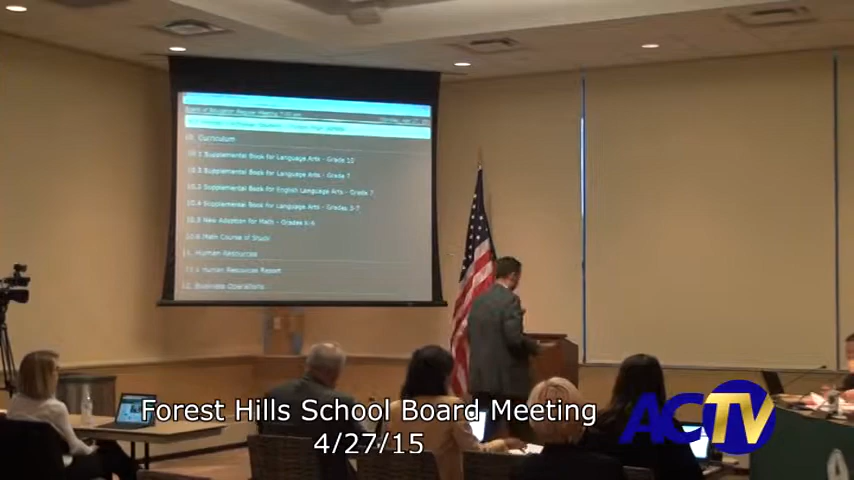 10. Curriculum
10.1 Supplemental Book for Language Arts - Grade 10
10.2 Supplemental Book for Language Arts - Grade 7
10.3 Supplemental Book for English Language Arts - Grade 7
10.4 Supplemental Book for Language Arts - Grades
10.5 New Adoption for Math - Grades
10.6 Math Course of Study
11. Human Resources
11.1 Human Resources Report
12. Business Operations
Forest Hills School Board Meeting
4/27/15
ACTV